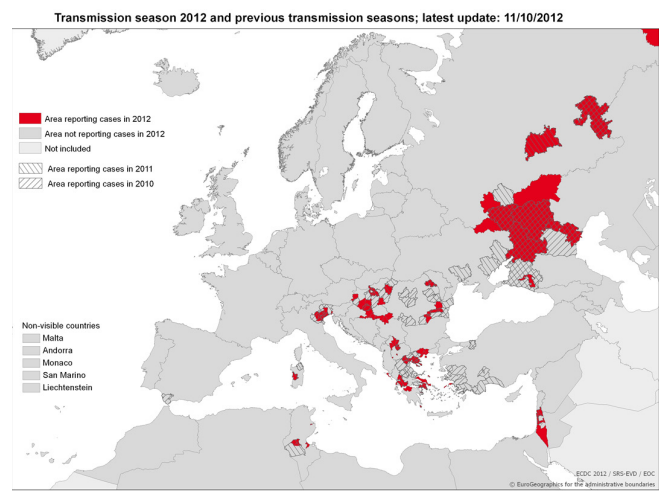 Transmission season 2012 and previous transmission seasons; latest update: 11/10/2012
Area reporting cases in 2012
Area not reporting cases in 2012
Not included
Area reporting cases in 2011
Area reporting cases in 2010
Non-visible countries
Malta
Andorra
Monaco
San Marino
Liechtenstein
ECDC 2012 / SRS-EVD / EOC
© EuroGeographics for the administrative boundaries